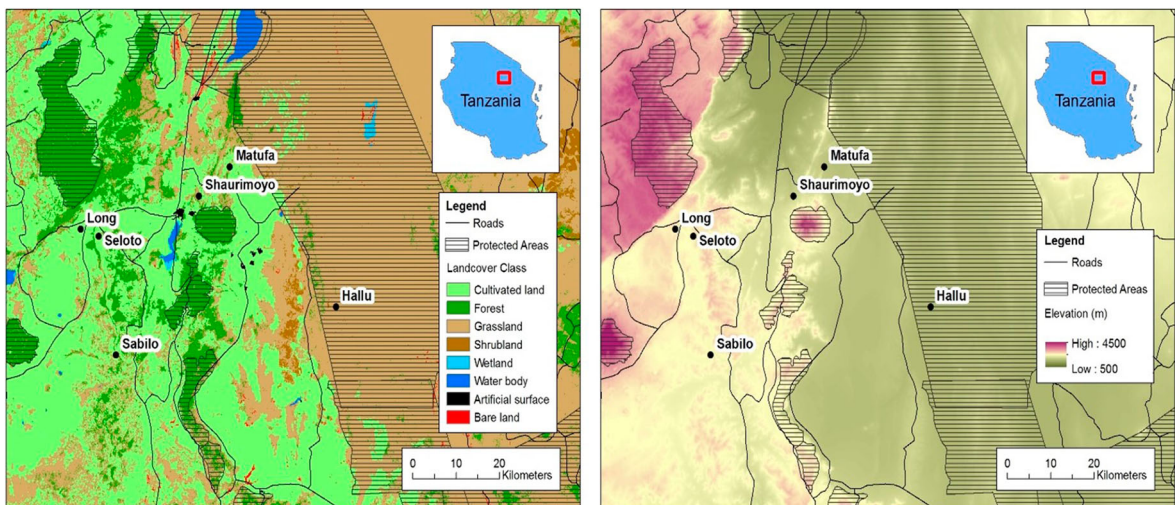 Tanzania
Matufa
Shaurimoyo
Long
Seloto
Hallu
Sabilo
Legend
Roads
Protected Areas
Landcover Class
Cultivated land
Forest
Grassland
Shrubland
Wetland
Water body
Artificial surface
Bare land
0 10 20
Kilometers
Tanzania
Matufa
Shaurimoyo
Long
Seloto
Hallu
Sabilo
Legend
Roads
Protected Areas
Elevation (m)
High : 4500
Low : 500
0 10 20
Kilometers